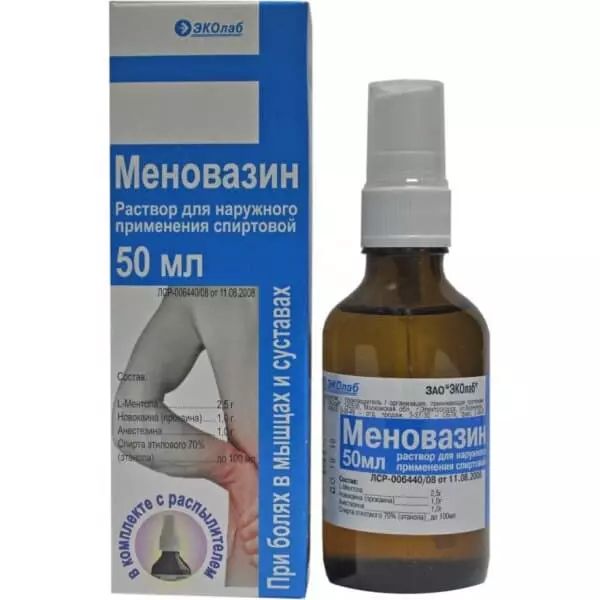 ЭКОлаб
Меновазин
Раствор для наружного
применения спиртовой
50 мл
ЛСР-006440/08 от 11.08.2008
Состав:
L-Ментола 2,5 г
Новокаина (прокаина) 1,0 г
Анестезина 1,0 г
Спирта этилового 70%
(этанола) до 100 мл
При болях в мышцах и суставах
в комплекте с распылителем
ЭКОлаб
ЗАО "ЭКОлаб"
Меновазин
50мл
раствор для наружного
применения спиртовой
ЛСР-006440/08 от 11.08.2008
Состав:
L-Ментола 2,5г
Новокаина (прокаина) 1,0г
Анестезина 1,0г
Спирта этилового 70% (этанола) до 100мл